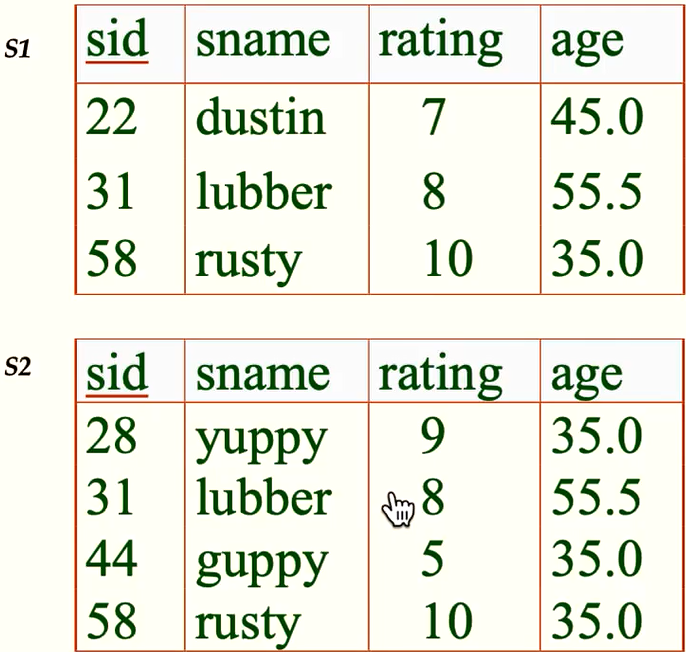 S1
sid sname rating age
22 dustin 7 45.0
31 lubber 8 55.5
58 rusty 10 35.0
S2
sid sname rating age
28 yuppy 9 35.0
31 lubber 8 55.5
44 guppy 5 35.0
58 rusty 10 35.0